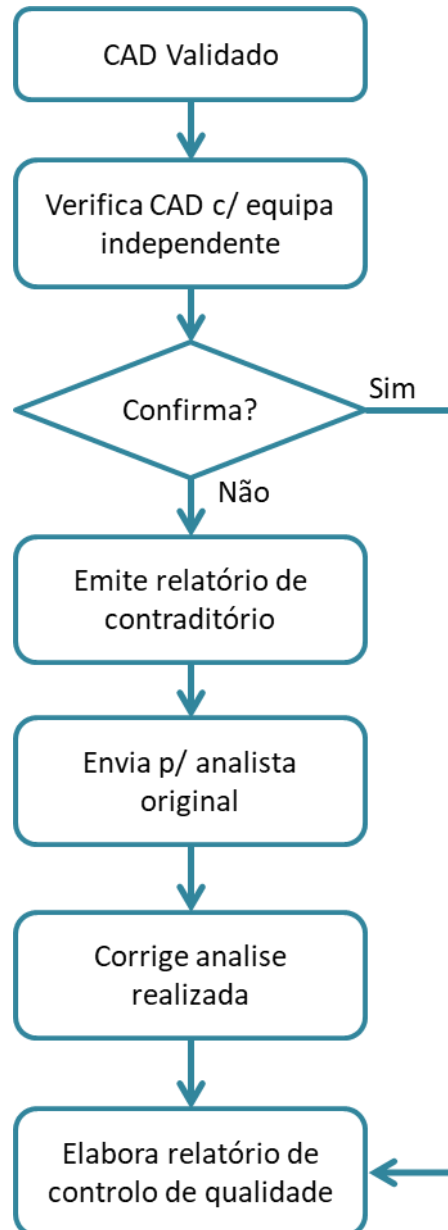 CAD Validado
Verifica CAD c/ equipa
independente
Confirma?
Sim
Não
Emite relatório de
contraditório
Envia p/ analista
original
Corrige analise
realizada
Elabora relatório de
controlo de qualidade